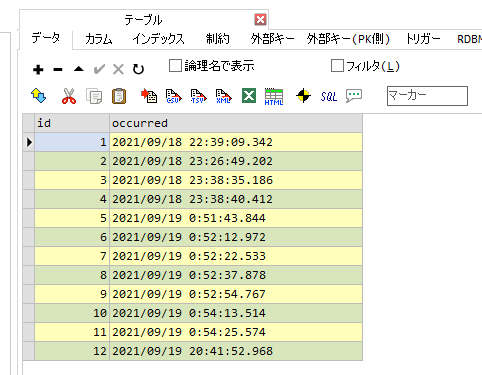 テーブル
データ カラム インデックス 制約 外部キー 外部キー(PK側) トリガー RDBM
論理名で表示 フィルタ(L)
CSV TSV XML HTML SQL マーカー
id occurred
1 2021/09/18 22:39:09.342
2 2021/09/18 23:26:49.202
3 2021/09/18 23:38:35.186
4 2021/09/18 23:38:40.412
5 2021/09/19 0:51:43.844
6 2021/09/19 0:52:12.972
7 2021/09/19 0:52:22.533
8 2021/09/19 0:52:37.878
9 2021/09/19 0:52:54.767
10 2021/09/19 0:54:13.514
11 2021/09/19 0:54:25.574
12 2021/09/19 20:41:52.968